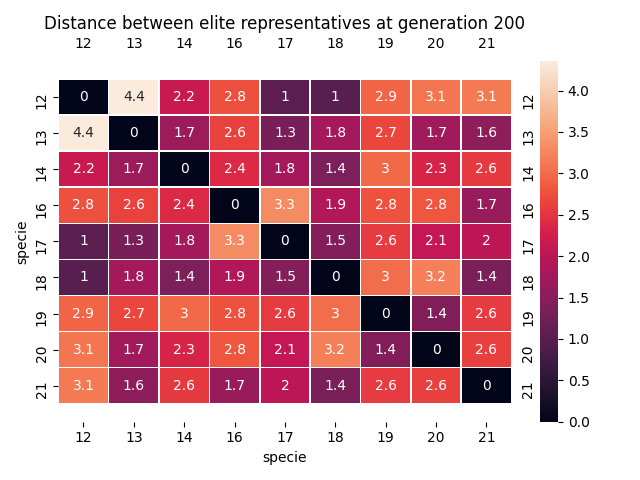 Distance between elite representatives at generation 200
12 13 14 16 17 18 19 20 21
12 0 4.4 2.2 2.8 1 1 2.9 3.1 3.1 12
13 4.4 0 1.7 2.6 1.3 1.8 2.7 1.7 1.6 13
14 2.2 1.7 0 2.4 1.8 1.4 3 2.3 2.6 14
16 2.8 2.6 2.4 0 3.3 1.9 2.8 2.8 1.7 16
17 1 1.3 1.8 3.3 0 1.5 2.6 2.1 2 17
18 1 1.8 1.4 1.9 1.5 0 3 3.2 1.4 18
19 2.9 2.7 3 2.8 2.6 3 0 1.4 2.6 19
20 3.1 1.7 2.3 2.8 2.1 3.2 1.4 0 2.6 20
21 3.1 1.6 2.6 1.7 2 1.4 2.6 2.6 0 21
12 13 14 16 17 18 19 20 21
specie
specie
4.0
3.5
3.0
2.5
2.0
1.5
1.0
0.5
0.0